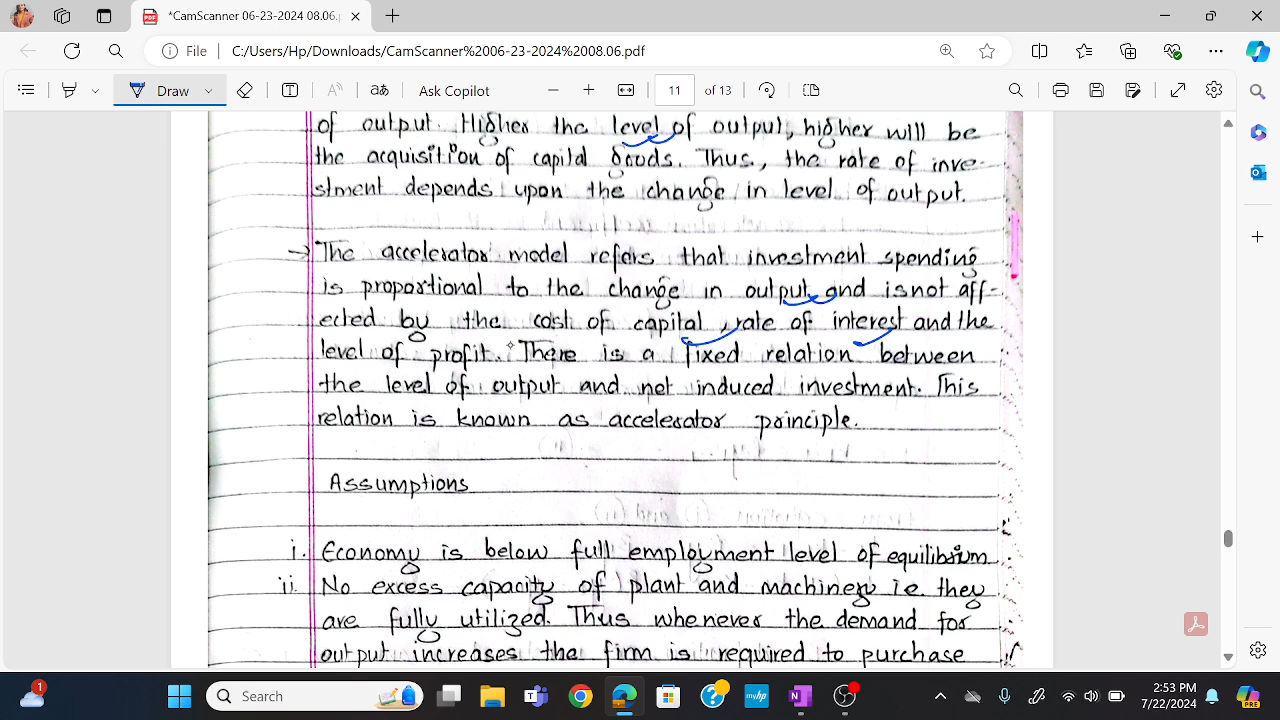 *CamScanner 06-23-2024 08.06.p
File C:/Users/Hp/Downloads/CamScanner%2006-23-2024%2008.06.pdf
Draw Ask Copilot 11 of 13
of output. Higher the level of output, higher will be
the acquisition of capital goods. Thus, the rate of inve-
stment depends upon the change in level of output.
→ The accelerator model refers that investment spending
is proportional to the change in output and is not aff-
ected by the cost of capital, rate of interest and the
level of profit. There is a fixed relation between
the level of output and net induced investment. This
relation is known as accelerator principle.
Assumptions
i. Economy is below full employment level of equilibrium
ii. No excess capacity of plant and machinery ie they
are fully utilized. Thus whenever the demand for
output increases the firm is required to purchase
1 Search 2:53 PM
7/22/2024